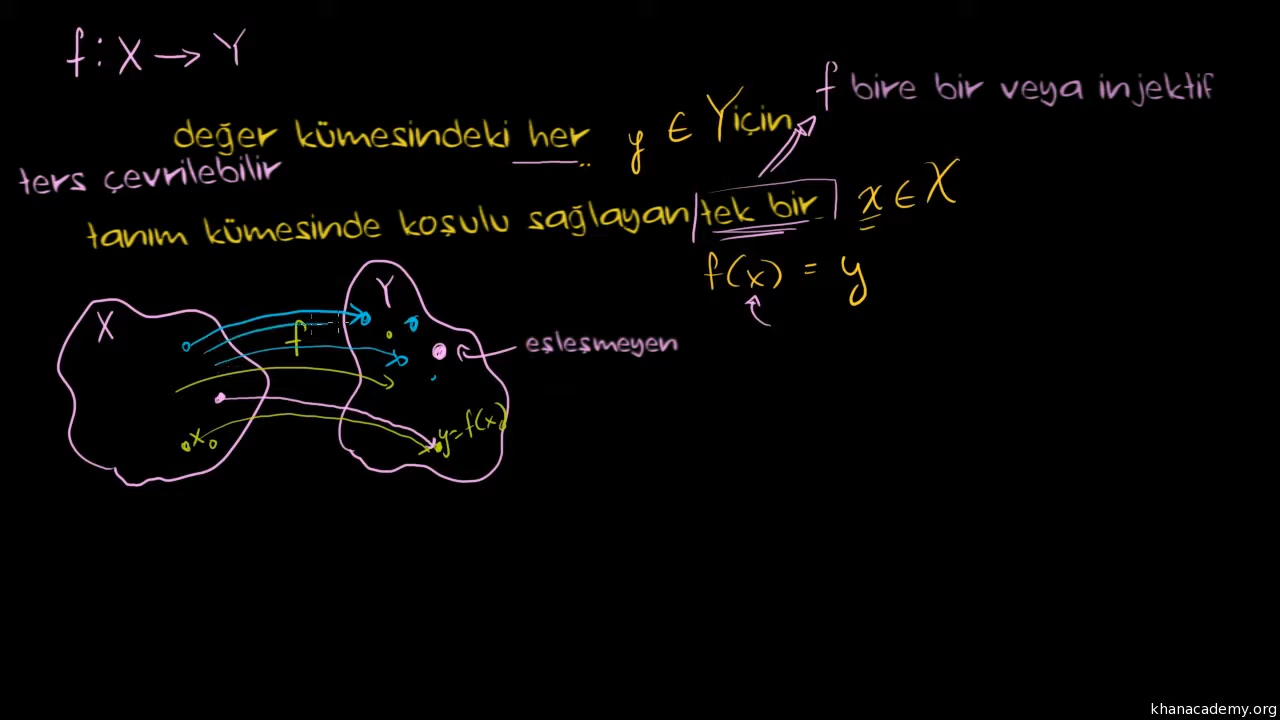 f : X → Y
f bire bir veya injektif
değer kümesindeki her y ∈ Y için
ters çevrilebilir
tanım kümesinde koşulu sağlayan tek bir x ∈ X
f(x) = y
X
f
Y
eşleşmeyen
x₀
y=f(x₀)
khanacademy.org